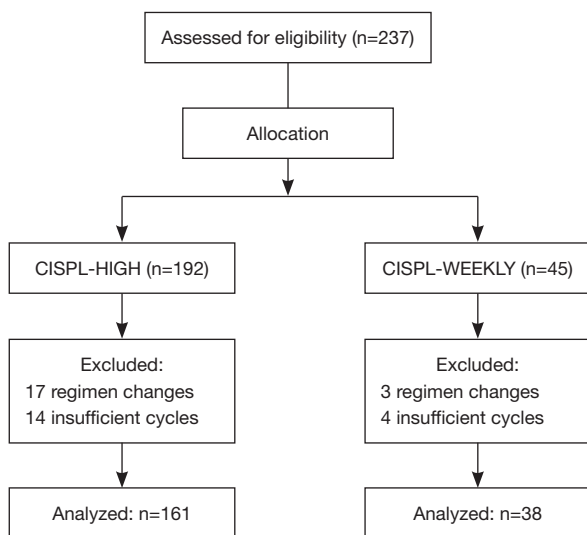 Assessed for eligibility (n=237)
Allocation
CISPL-HIGH (n=192)
CISPL-WEEKLY (n=45)
Excluded:
17 regimen changes
14 insufficient cycles
Excluded:
3 regimen changes
4 insufficient cycles
Analyzed: n=161
Analyzed: n=38